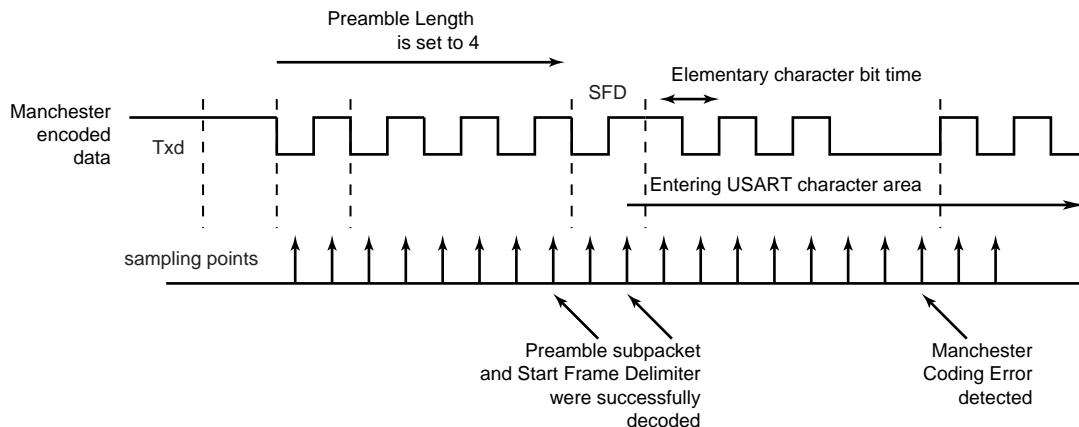 Preamble Length
is set to 4
Elementary character bit time
SFD
Manchester
encoded
data
Txd
Entering USART character area
sampling points
Preamble subpacket
and Start Frame Delimiter
were successfully
decoded
Manchester
Coding Error
detected